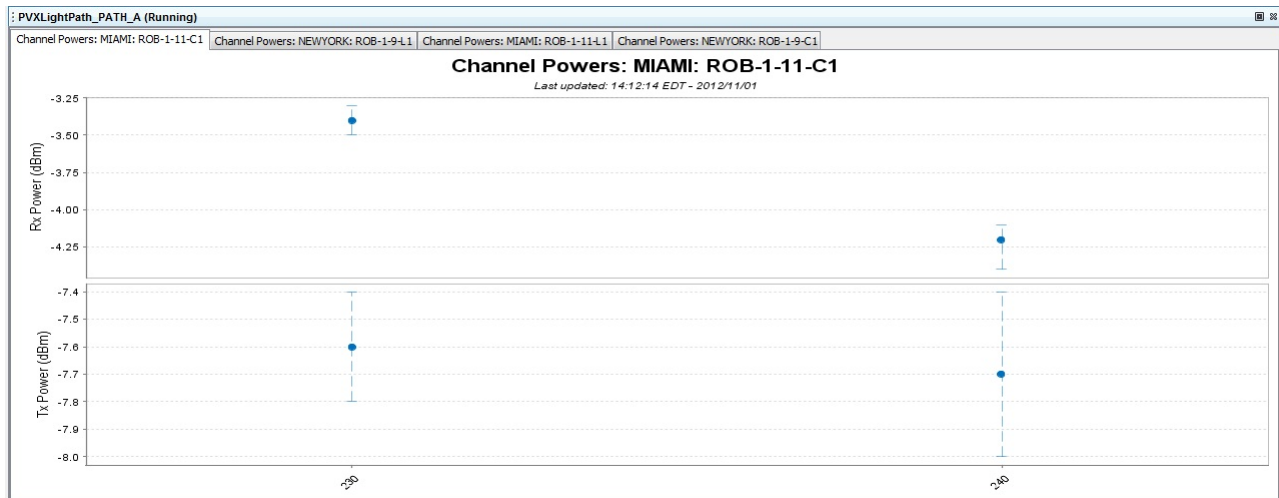 PVXLightPath_PATH_A (Running)
Channel Powers: MIAMI: ROB-1-11-C1 Channel Powers: NEWYORK: ROB-1-9-L1 Channel Powers: MIAMI: ROB-1-11-L1 Channel Powers: NEWYORK: ROB-1-9-C1
Channel Powers: MIAMI: ROB-1-11-C1
Last updated: 14:12:14 EDT - 2012/11/01
Rx Power (dBm)
-3.25
-3.50
-3.75
-4.00
-4.25
Tx Power (dBm)
-7.4
-7.5
-7.6
-7.7
-7.8
-7.9
-8.0
230 240